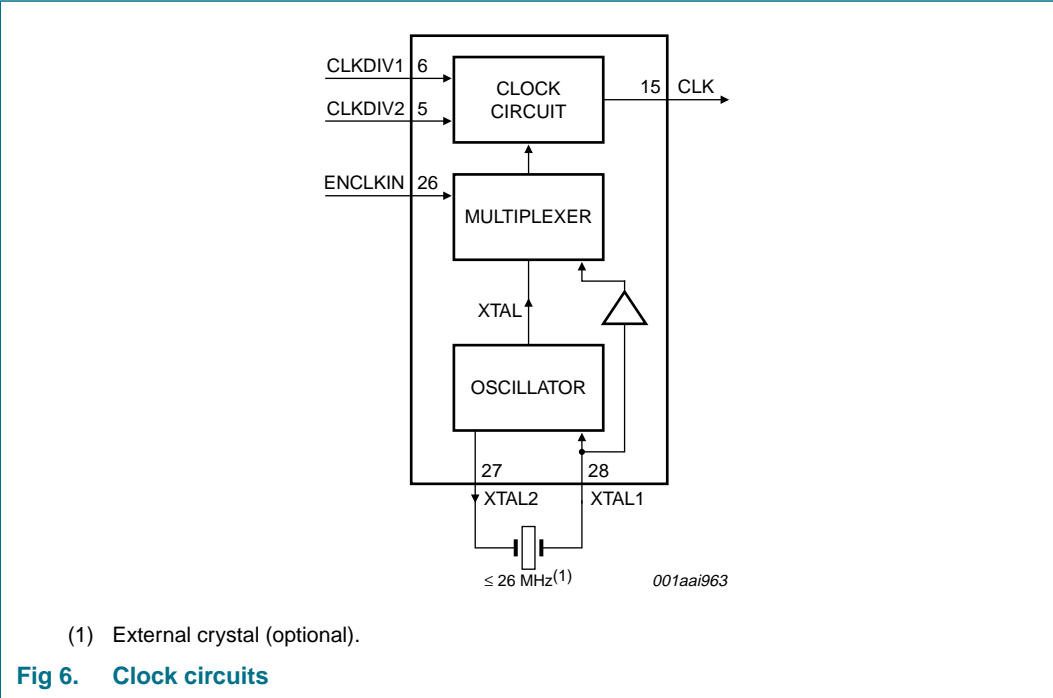 CLKDIV1 6
CLKDIV2 5
CLOCK
CIRCUIT
15 CLK
ENCLKIN 26
MULTIPLEXER
XTAL
OSCILLATOR
27 28
XTAL2 XTAL1
≤ 26 MHz(1)
001aai963
(1) External crystal (optional).
Fig 6. Clock circuits